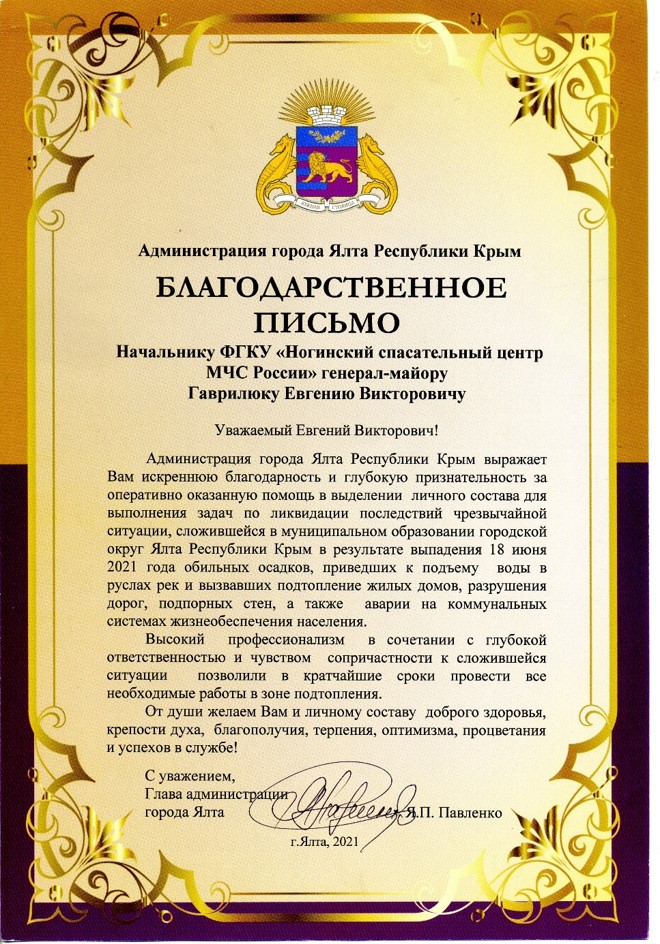 ЮЖНАЯ СТОЛИЦА
Администрация города Ялта Республики Крым
БЛАГОДАРСТВЕННОЕ
ПИСЬМО
Начальнику ФГКУ «Ногинский спасательный центр
МЧС России» генерал-майору
Гаврилюку Евгению Викторовичу
Уважаемый Евгений Викторович!
Администрация города Ялта Республики Крым выражает
Вам искреннюю благодарность и глубокую признательность за
оперативно оказанную помощь в выделении личного состава для
выполнения задач по ликвидации последствий чрезвычайной
ситуации, сложившейся в муниципальном образовании городской
округ Ялта Республики Крым в результате выпадения 18 июня
2021 года обильных осадков, приведших к подъему воды в
руслах рек и вызвавших подтопление жилых домов, разрушения
дорог, подпорных стен, а также аварии на коммунальных
системах жизнеобеспечения населения.
Высокий профессионализм в сочетании с глубокой
ответственностью и чувством сопричастности к сложившейся
ситуации позволили в кратчайшие сроки провести все
необходимые работы в зоне подтопления.
От души желаем Вам и личному составу доброго здоровья,
крепости духа, благополучия, терпения, оптимизма, процветания
и успехов в службе!
С уважением,
Глава администрации
города Ялта Я.П. Павленко
г.Ялта, 2021